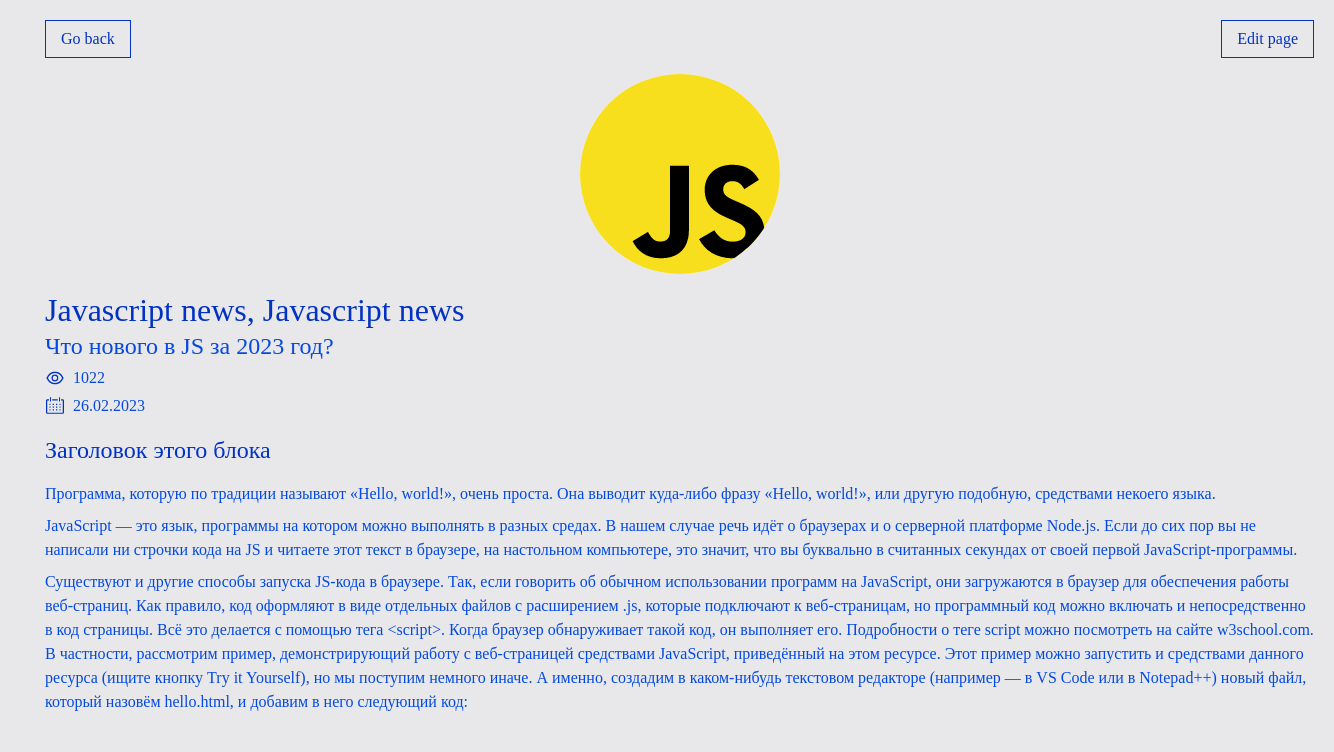 Go back
Edit page
JS
Javascript news, Javascript news
Что нового в JS за 2023 год?
1022
26.02.2023
Заголовок этого блока
Программа, которую по традиции называют «Hello, world!», очень проста. Она выводит куда-либо фразу «Hello, world!», или другую подобную, средствами некоего языка.
JavaScript — это язык, программы на котором можно выполнять в разных средах. В нашем случае речь идёт о браузерах и о серверной платформе Node.js. Если до сих пор вы не
написали ни строчки кода на JS и читаете этот текст в браузере, на настольном компьютере, это значит, что вы буквально в считанных секундах от своей первой JavaScript-программы.
Существуют и другие способы запуска JS-кода в браузере. Так, если говорить об обычном использовании программ на JavaScript, они загружаются в браузер для обеспечения работы
веб-страниц. Как правило, код оформляют в виде отдельных файлов с расширением .js, которые подключают к веб-страницам, но программный код можно включать и непосредственно
в код страницы. Всё это делается с помощью тега <script>. Когда браузер обнаруживает такой код, он выполняет его. Подробности о теге script можно посмотреть на сайте w3school.com.
В частности, рассмотрим пример, демонстрирующий работу с веб-страницей средствами JavaScript, приведённый на этом ресурсе. Этот пример можно запустить и средствами данного
ресурса (ищите кнопку Try it Yourself), но мы поступим немного иначе. А именно, создадим в каком-нибудь текстовом редакторе (например — в VS Code или в Notepad++) новый файл,
который назовём hello.html, и добавим в него следующий код: